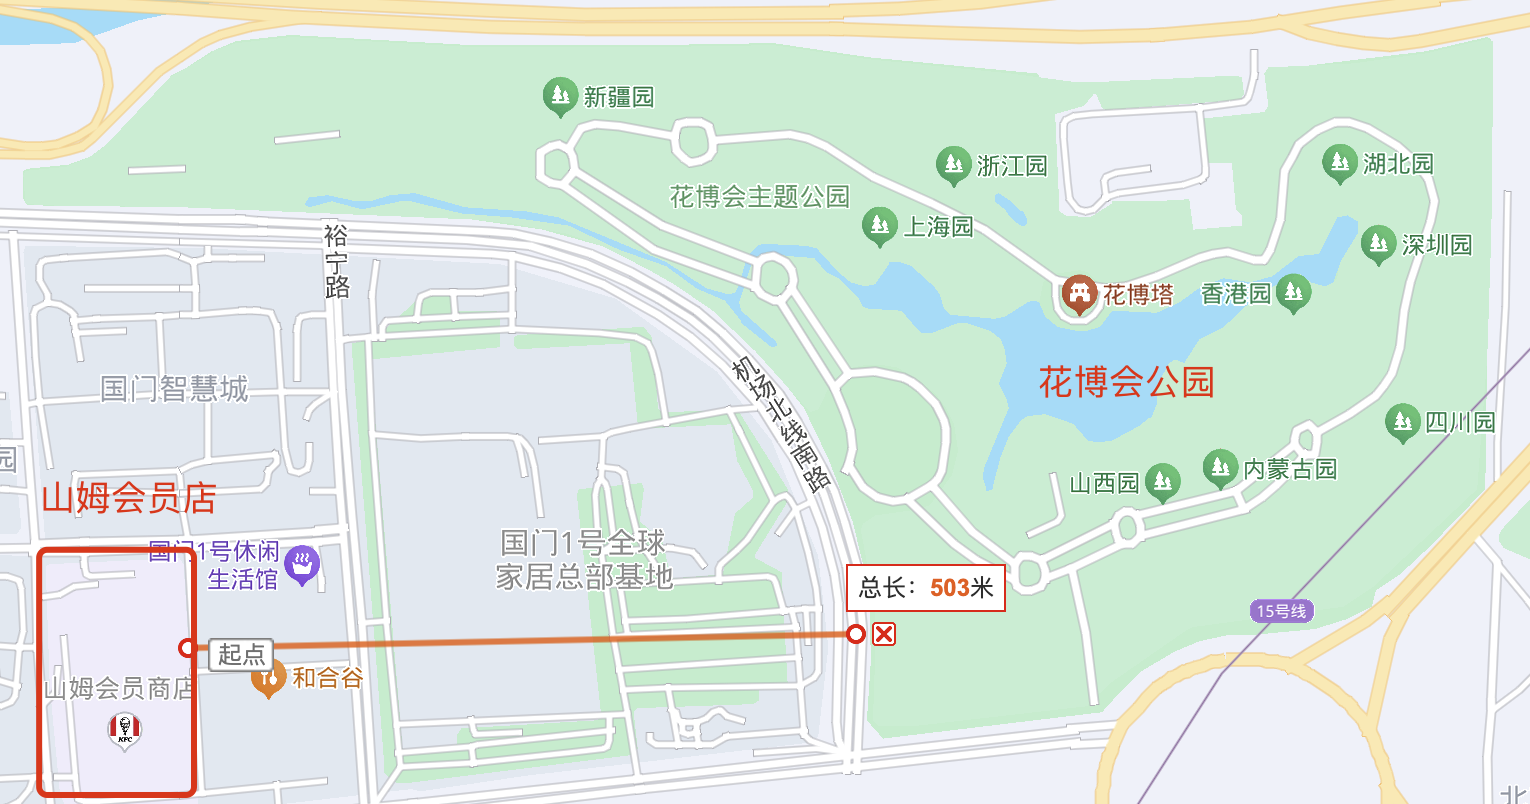 新疆园
浙江园
湖北园
花博会主题公园
上海园
裕宁路
深圳园
花博塔
香港园
机场北线南路
花博会公园
国门智慧城
四川园
园
内蒙古园
山西园
山姆会员店
国门1号全球
家居总部基地
国门1号休闲
生活馆
总长：503米
15号线
起点
和合谷
山姆会员商店
KFC
北